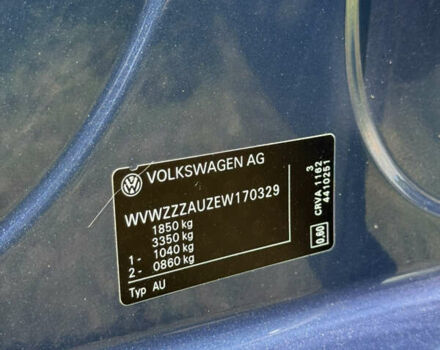 VOLKSWAGEN AG
WVWZZZAUZEW170329
1850 kg
3350 kg
1 - 1040 kg
2 - 0860 kg
Typ AU
3
CRVA 1162
4410251
0,60